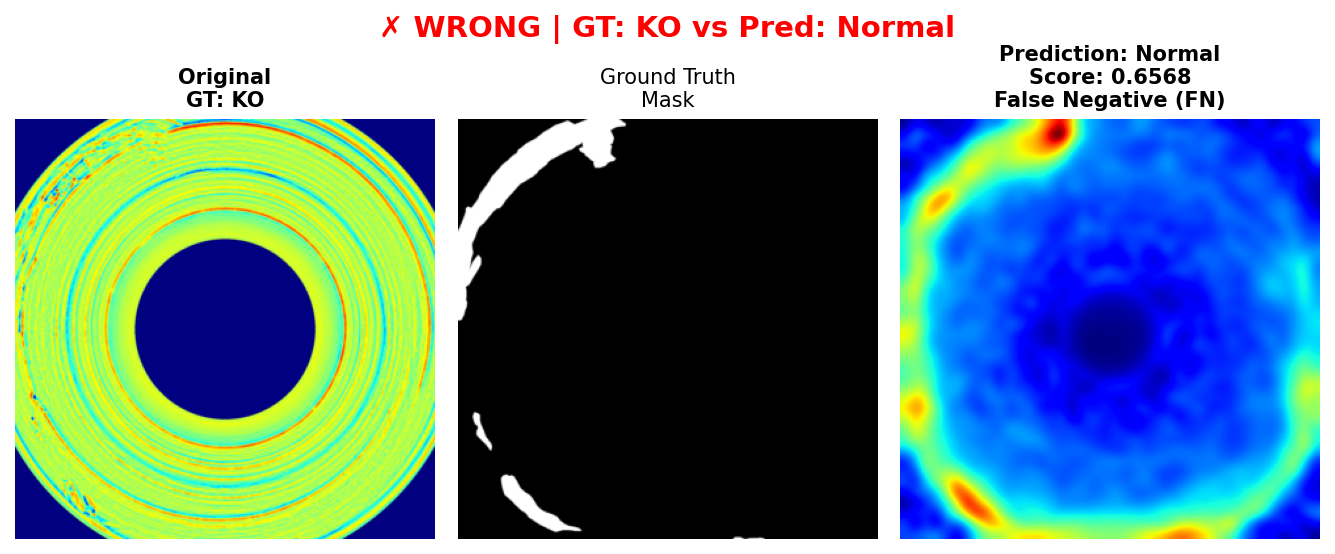 ✗ WRONG | GT: KO vs Pred: Normal
Original
GT: KO
Ground Truth
Mask
Prediction: Normal
Score: 0.6568
False Negative (FN)